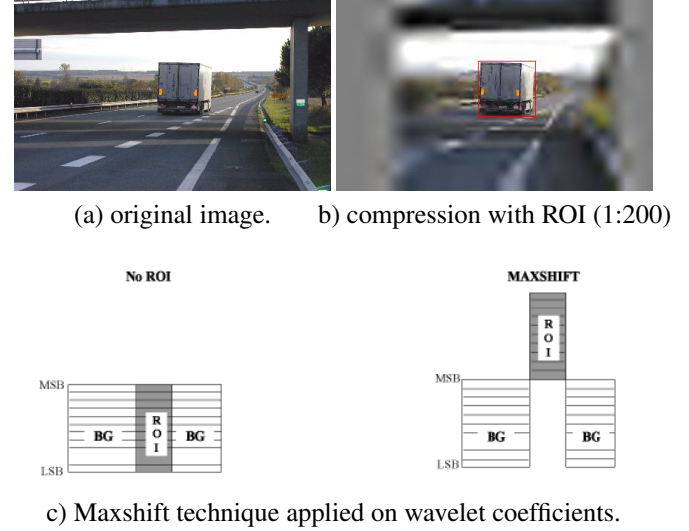 (a) original image. b) compression with ROI (1:200)
No ROI
MAXSHIFT
R
O
I
MSB
MSB
BG
R
O
I
BG
BG
BG
LSB
LSB
c) Maxshift technique applied on wavelet coefficients.